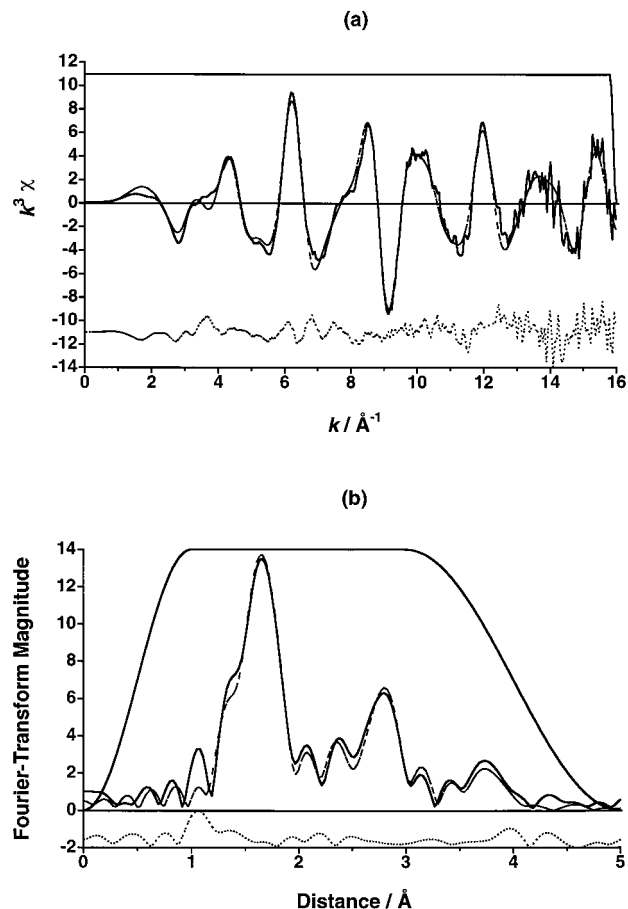 (a)
12
10
8
6
4
2
0
-2
-4
-6
-8
-10
-12
-14
k³ χ
0 2 4 6 8 10 12 14 16
k / Å⁻¹
(b)
14
12
10
8
6
4
2
0
-2
Fourier-Transform Magnitude
0 1 2 3 4 5
Distance / Å